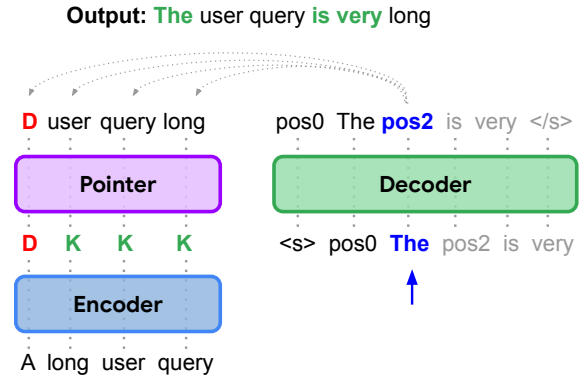 Output: The user query is very long
D user query long
pos0 The pos2 is very </s>
Pointer
Decoder
D K K K
<s> pos0 The pos2 is very
Encoder
A long user query